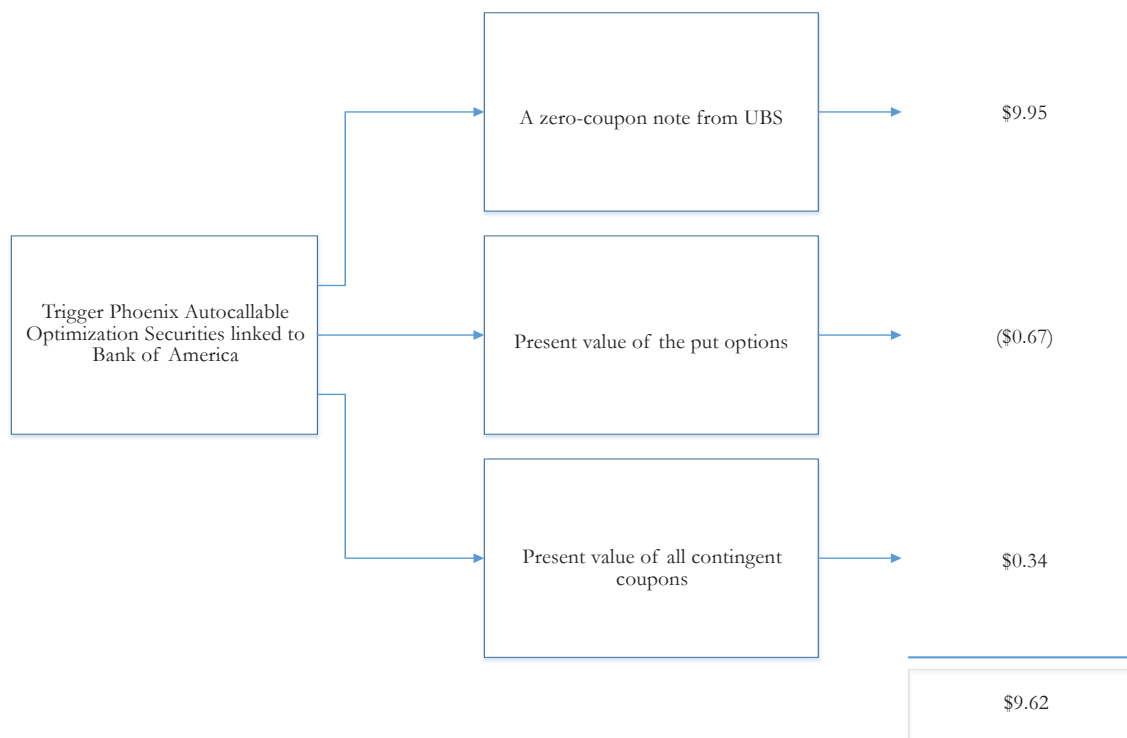 A zero-coupon note from UBS
$9.95
Trigger Phoenix Autocallable
Optimization Securities linked to
Bank of America
Present value of the put options
($0.67)
Present value of all contingent
coupons
$0.34
$9.62